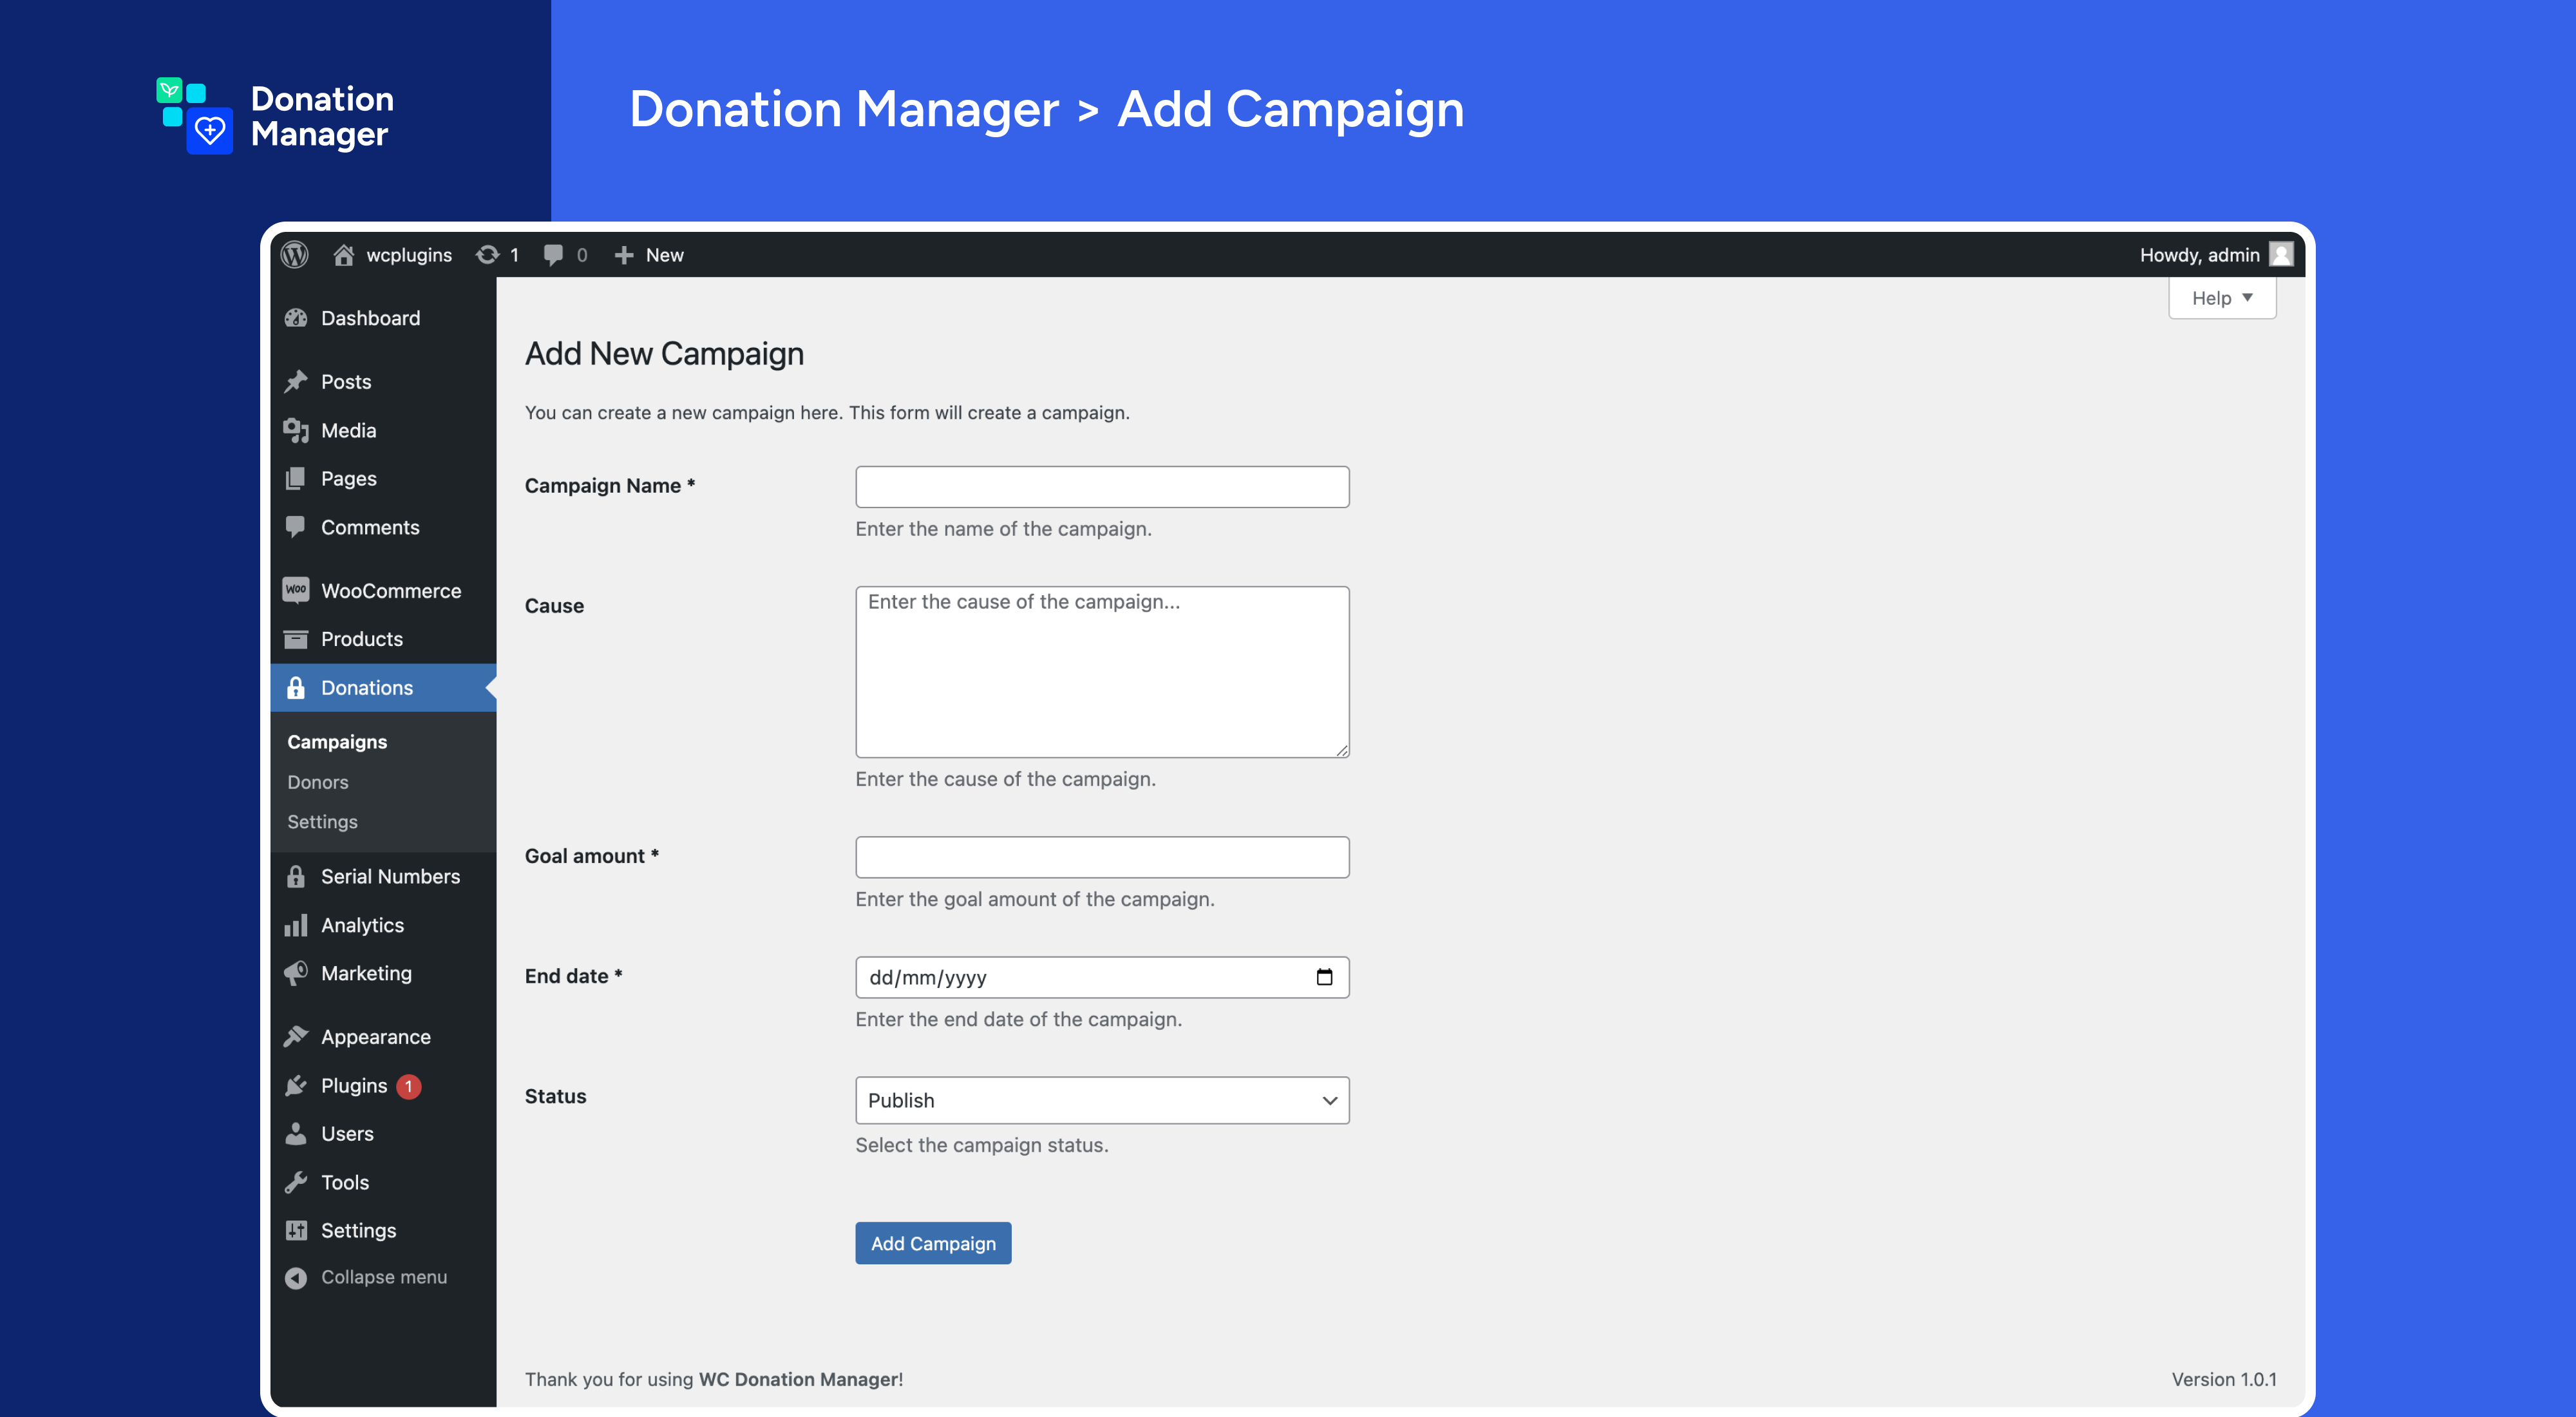 Donation
Manager
Donation Manager > Add Campaign
wcplugins 1 0 New
Howdy, admin
Help
Dashboard
Posts
Media
Pages
Comments
Woo WooCommerce
Products
Donations
Campaigns
Donors
Settings
Serial Numbers
Analytics
Marketing
Appearance
Plugins 1
Users
Tools
Settings
Collapse menu
Add New Campaign
You can create a new campaign here. This form will create a campaign.
Campaign Name *
Enter the name of the campaign.
Cause
Enter the cause of the campaign...
Enter the cause of the campaign.
Goal amount *
Enter the goal amount of the campaign.
End date *
dd/mm/yyyy
Enter the end date of the campaign.
Status
Publish
Select the campaign status.
Add Campaign
Thank you for using WC Donation Manager!
Version 1.0.1